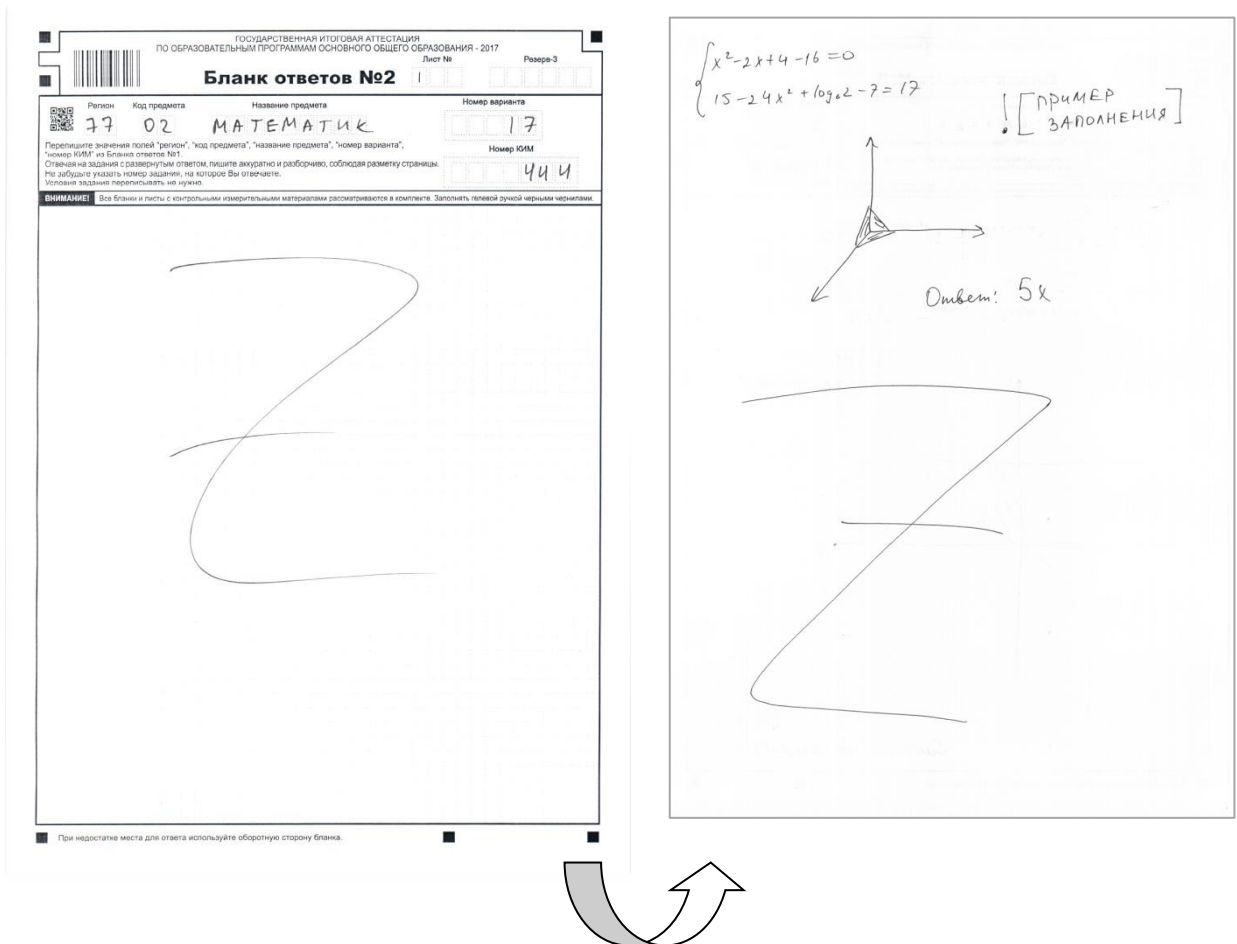 ГОСУДАРСТВЕННАЯ ИТОГОВАЯ АТТЕСТАЦИЯ
ПО ОБРАЗОВАТЕЛЬНЫМ ПРОГРАММАМ ОСНОВНОГО ОБЩЕГО ОБРАЗОВАНИЯ - 2017
Бланк ответов №2
Лист №
1
Резерв-3
Регион
77
Код предмета
02
Название предмета
МАТЕМАТИК
Номер варианта
17
Номер КИМ
444
Перепишите значения полей "регион", "код предмета", "название предмета", "номер варианта",
"номер КИМ" из Бланка ответов №1.
Отвечая на задания с развернутым ответом, пишите аккуратно и разборчиво, соблюдая разметку страницы.
Не забудьте указать номер задания, на которое Вы отвечаете.
Условия задания переписывать не нужно.
ВНИМАНИЕ! Все бланки и листы с контрольными измерительными материалами рассматриваются в комплекте. Заполнять гелевой ручкой черными чернилами.
При недостатке места для ответа используйте оборотную сторону бланка.
x²-2x+4-16=0
15-24x²+log₆2-7=17
! [ПРИМЕР
ЗАПОЛНЕНИЯ]
Ответ: 5x